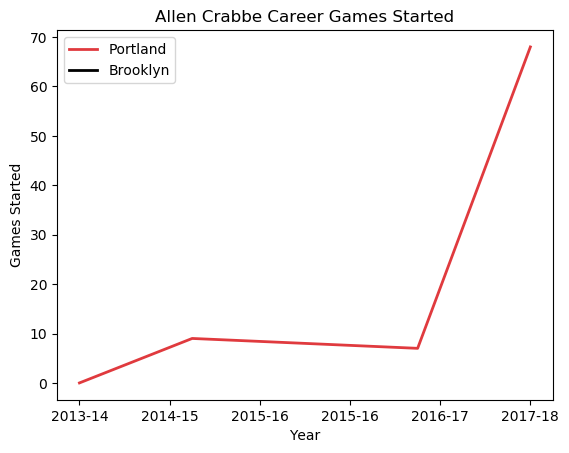 Allen Crabbe Career Games Started
Portland
Brooklyn
70
60
50
40
30
20
10
0
Games Started
2013-14 2014-15 2015-16 2015-16 2016-17 2017-18
Year